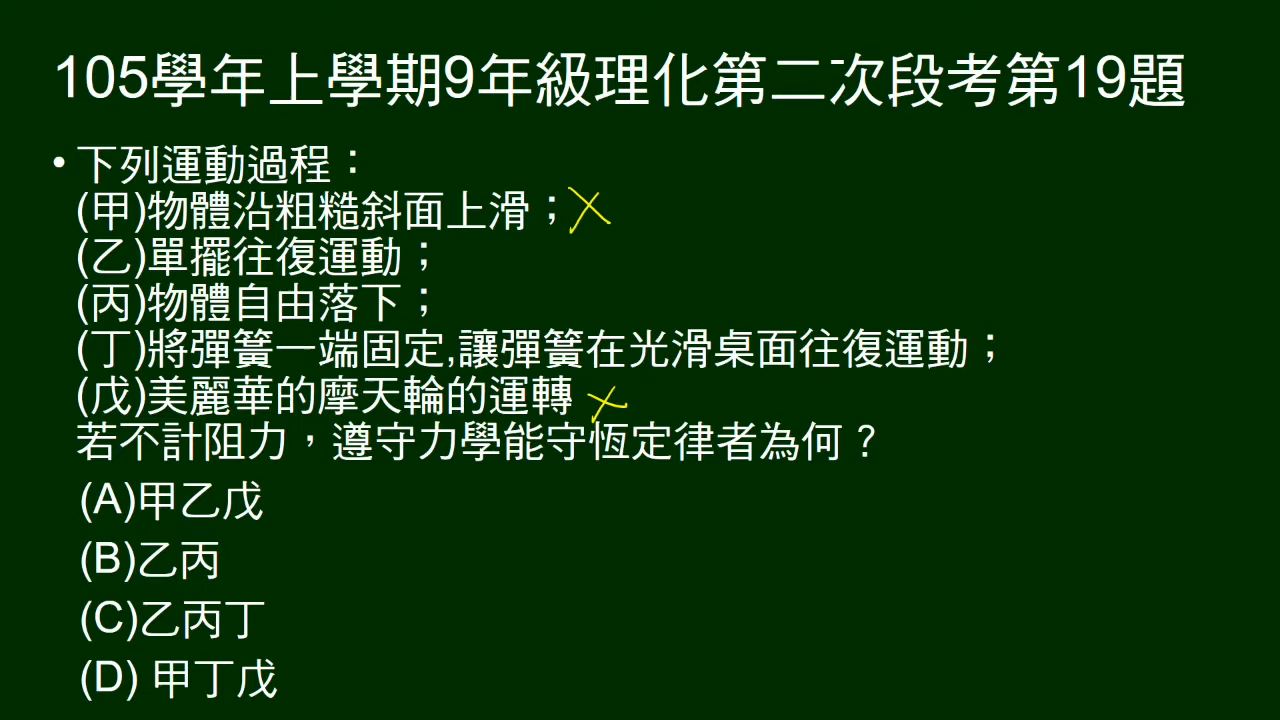 105學年上學期9年級理化第二次段考第19題
• 下列運動過程：
(甲)物體沿粗糙斜面上滑；
(乙)單擺往復運動；
(丙)物體自由落下；
(丁)將彈簧一端固定,讓彈簧在光滑桌面往復運動；
(戊)美麗華的摩天輪的運轉
若不計阻力，遵守力學能守恆定律者為何？
(A)甲乙戊
(B)乙丙
(C)乙丙丁
(D) 甲丁戊